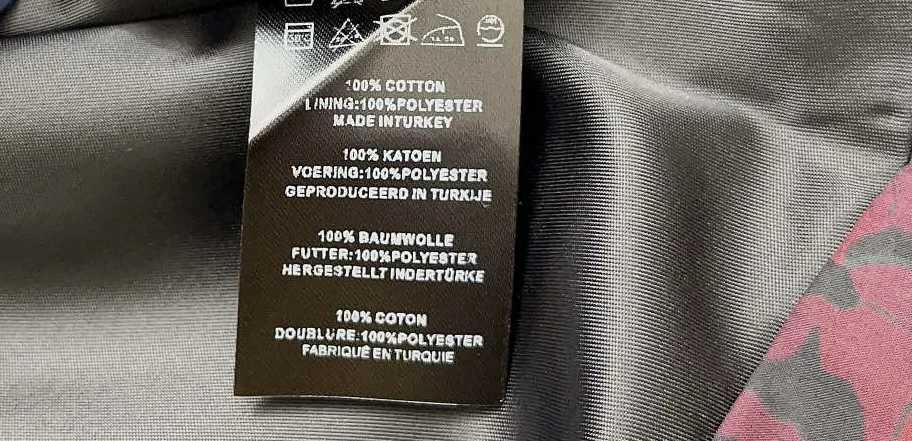 100% COTTON
LINING:100%POLYESTER
MADE INTURKEY
100% KATOEN
VOERING:100%POLYESTER
GEPRODUCEERD IN TURKIJE
100% BAUMWOLLE
FUTTER:100%POLYESTER
HERGESTELLT INDERTÜRKE
100% COTON
DOUBLURE:100%POLYESTER
FABRIQUÉ EN TURQUIE